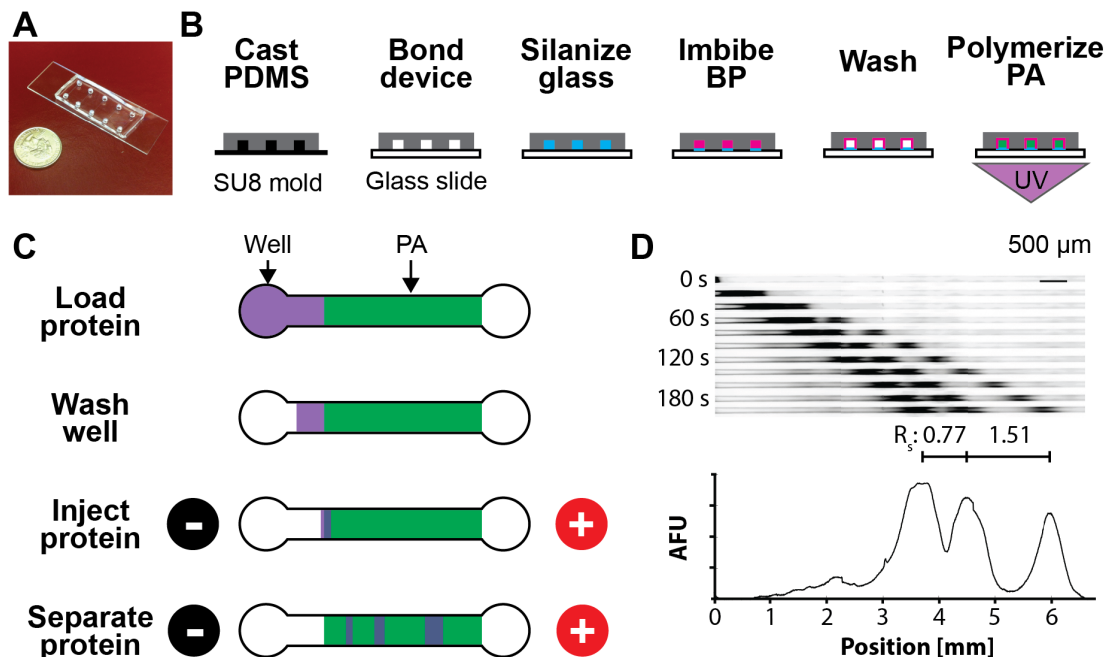 A
B
Cast
PDMS
Bond
device
Silanize
glass
Imbibe
BP
Wash
Polymerize
PA
SU8 mold
Glass slide
UV
C
Well
PA
Load
protein
Wash
well
Inject
protein
-
+
Separate
protein
-
+
D
500 µm
0 s
60 s
120 s
180 s
Rs: 0.77 1.51
AFU
0 1 2 3 4 5 6
Position [mm]